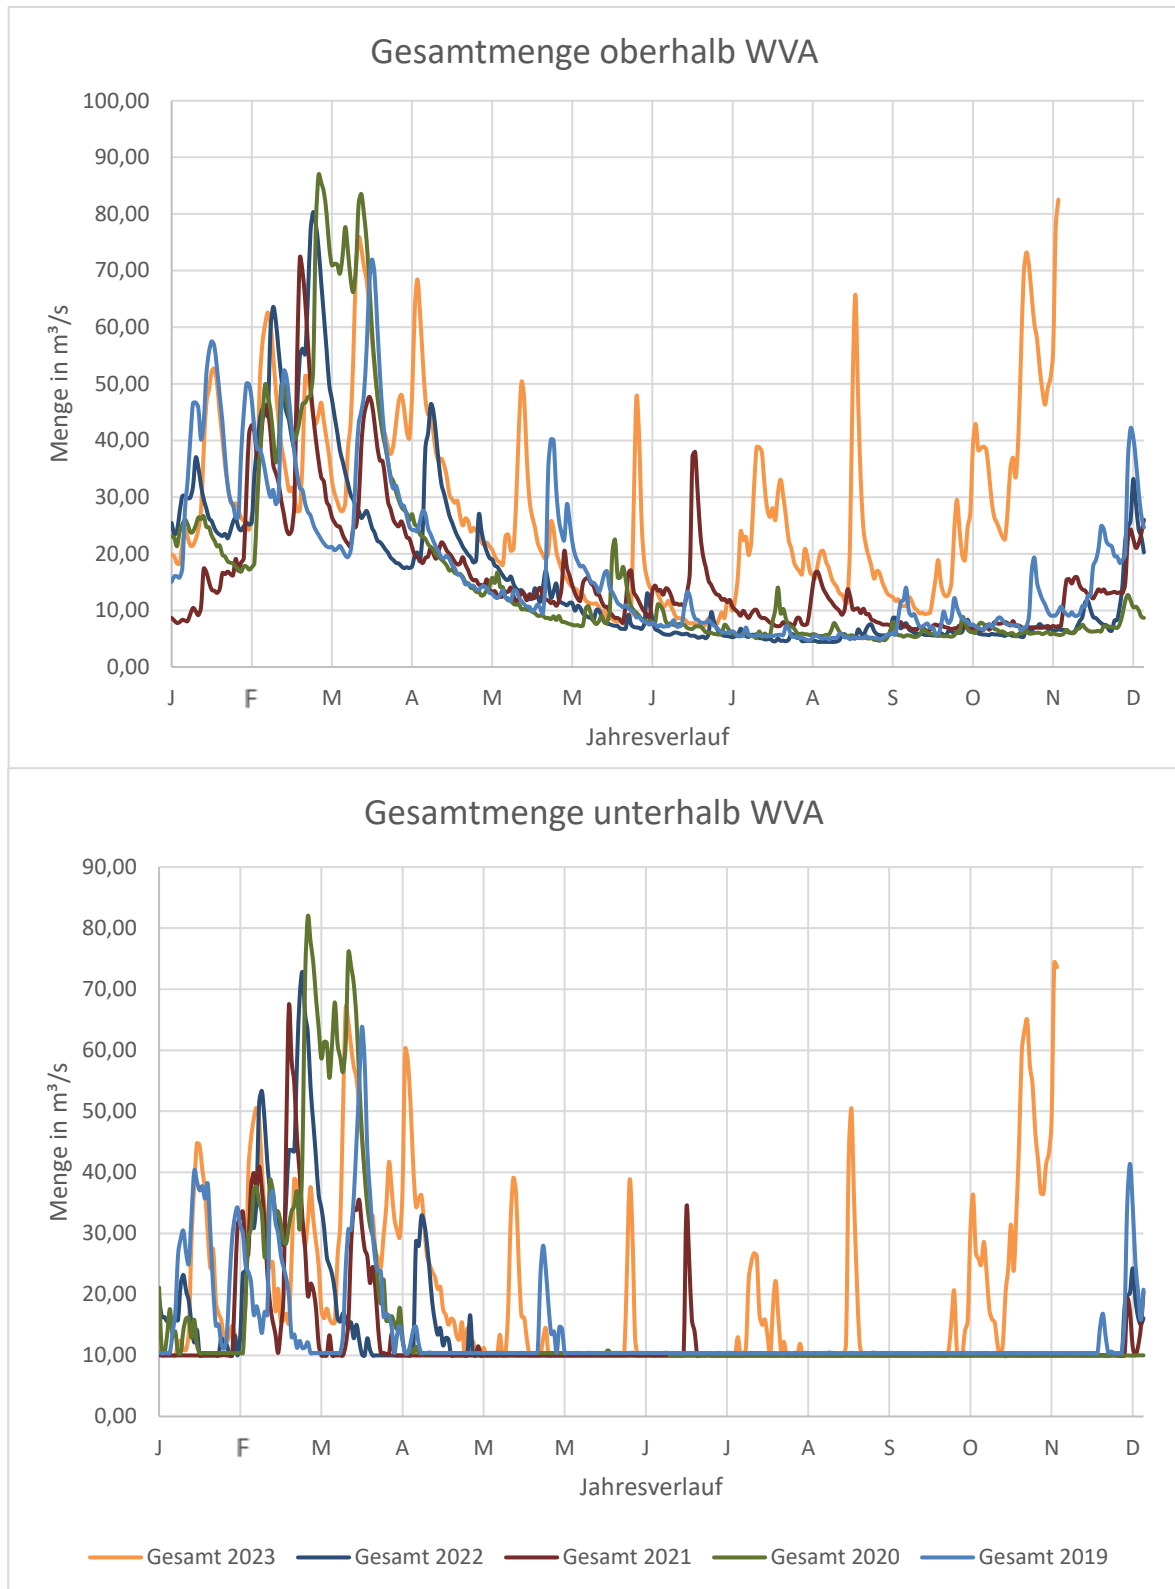 Gesamtmenge oberhalb WVA
100,00
90,00
80,00
70,00
60,00
50,00
40,00
30,00
20,00
10,00
0,00
Menge in m³/s
J F M A M M J J A S O N D
Jahresverlauf
Gesamtmenge unterhalb WVA
90,00
80,00
70,00
60,00
50,00
40,00
30,00
20,00
10,00
0,00
Menge in m³/s
J F M A M M J J A S O N D
Jahresverlauf
Gesamt 2023 Gesamt 2022 Gesamt 2021 Gesamt 2020 Gesamt 2019